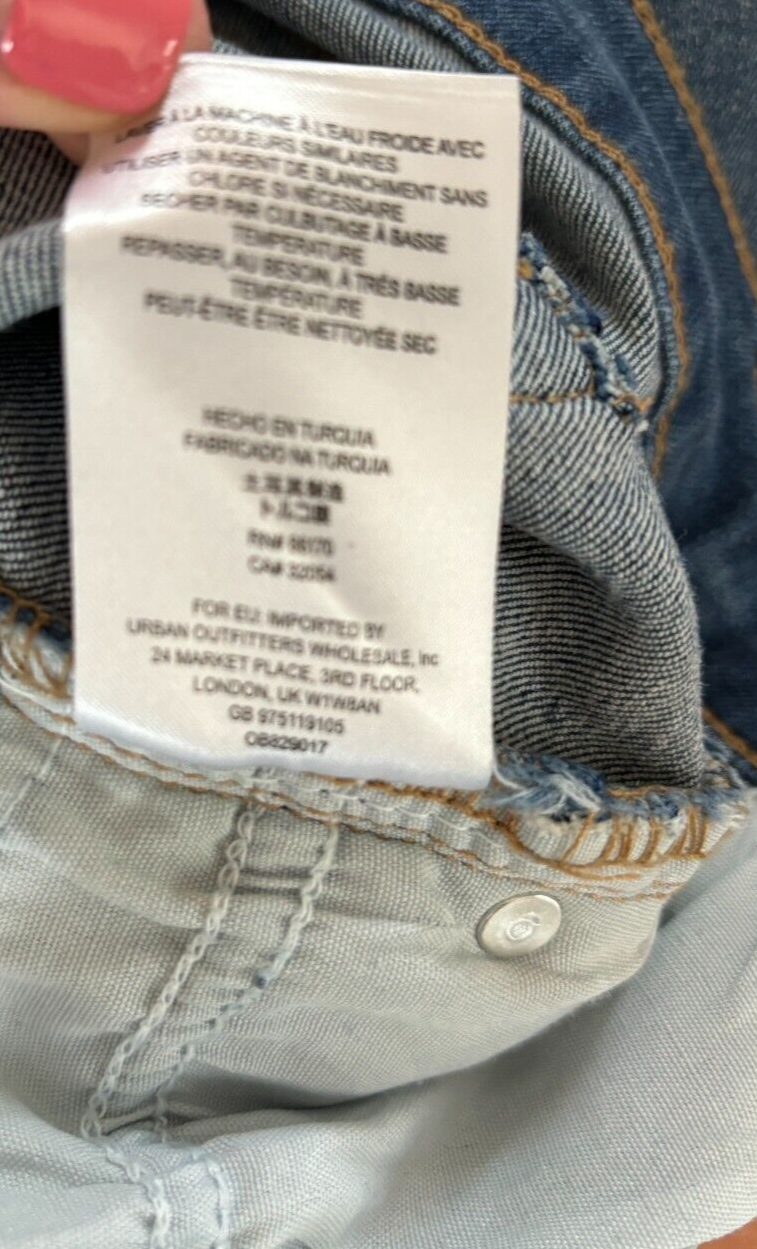 LAVER À LA MACHINE À L'EAU FROIDE AVEC
COULEURS SIMILAIRES
UTILISER UN AGENT DE BLANCHIMENT SANS
CHLORE SI NÉCESSAIRE
SÉCHER PAR CULBUTAGE À BASSE
TEMPÉRATURE
REPASSER, AU BESOIN, À TRÈS BASSE
TEMPÉRATURE
PEUT-ÊTRE ÊTRE NETTOYÉE SEC
HECHO EN TURQUIA
FABRICADO NA TURQUIA
土耳其製造
トルコ製
RN# 66170
CA# 32054
FOR EU: IMPORTED BY
URBAN OUTFITTERS WHOLESALE, Inc
24 MARKET PLACE, 3RD FLOOR,
LONDON, UK W1W8AN
GB 975119105
OB829017